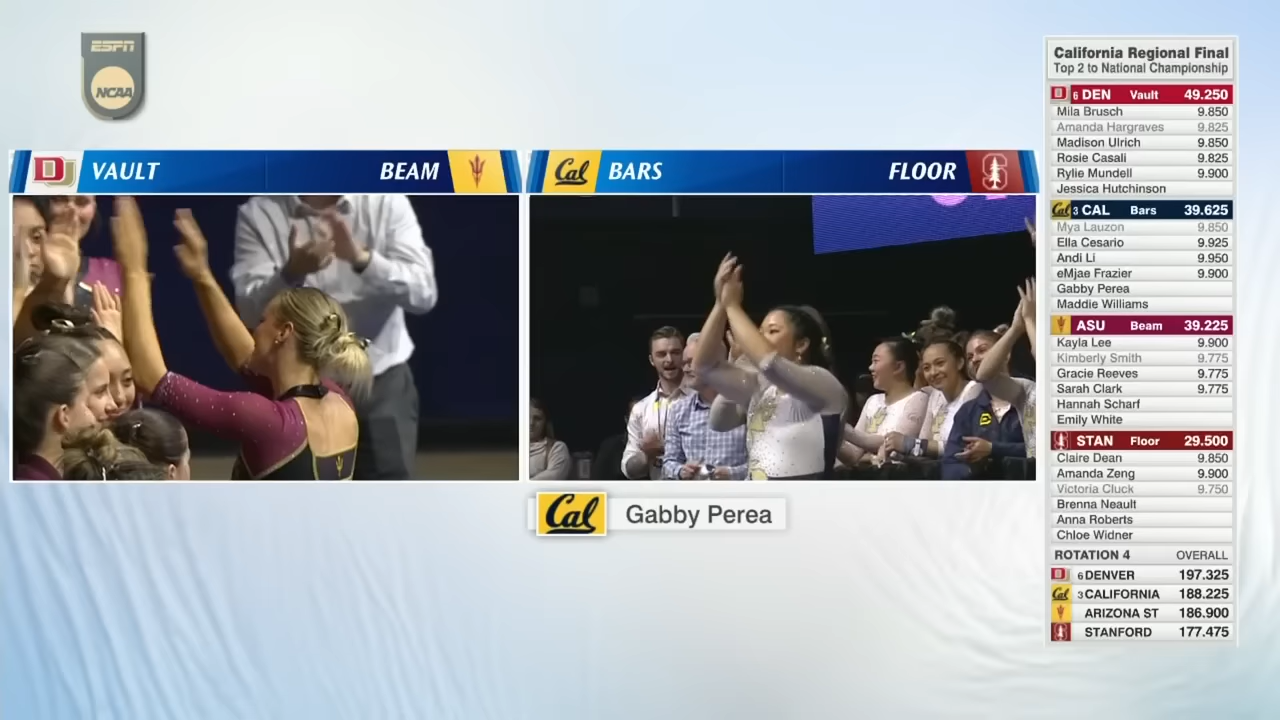 ESPN
NCAA
D VAULT BEAM
Cal BARS FLOOR S
Cal Gabby Perea
California Regional Final
Top 2 to National Championship
D 6 DEN Vault 49.250
Mila Brusch 9.850
Amanda Hargraves 9.825
Madison Ulrich 9.850
Rosie Casali 9.825
Rylie Mundell 9.900
Jessica Hutchinson
Cal 3 CAL Bars 39.625
Mya Lauzon 9.850
Ella Cesario 9.925
Andi Li 9.950
eMjae Frazier 9.900
Gabby Perea
Maddie Williams
ASU Beam 39.225
Kayla Lee 9.900
Kimberly Smith 9.775
Gracie Reeves 9.775
Sarah Clark 9.775
Hannah Scharf
Emily White
S STAN Floor 29.500
Claire Dean 9.850
Amanda Zeng 9.900
Victoria Cluck 9.750
Brenna Neault
Anna Roberts
Chloe Widner
ROTATION 4 OVERALL
D 6 DENVER 197.325
Cal 3 CALIFORNIA 188.225
ARIZONA ST 186.900
S STANFORD 177.475